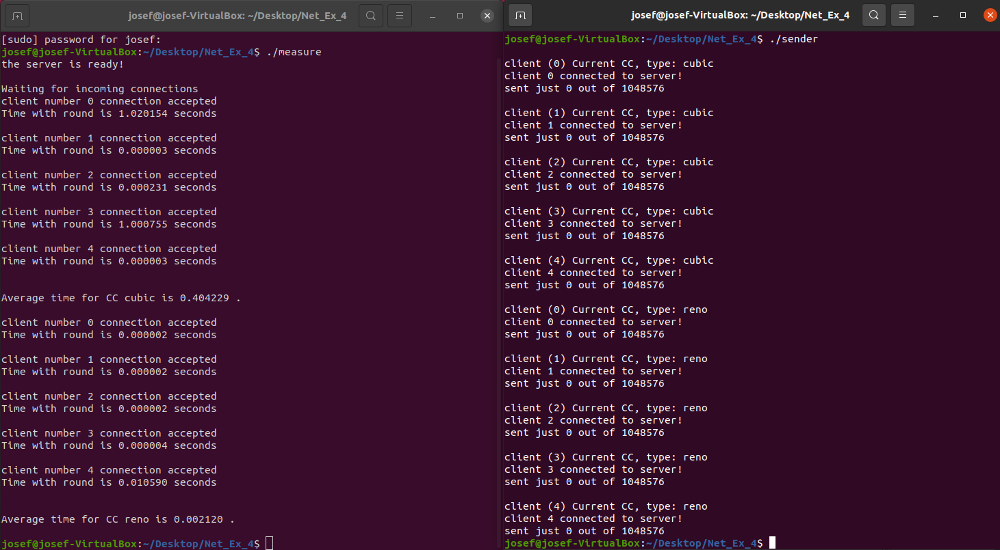 josef@josef-VirtualBox: ~/Desktop/Net_Ex_4
[sudo] password for josef:
josef@josef-VirtualBox:~/Desktop/Net_Ex_4$ ./measure
the server is ready!
Waiting for incoming connections
client number 0 connection accepted
Time with round is 1.020154 seconds
client number 1 connection accepted
Time with round is 0.000003 seconds
client number 2 connection accepted
Time with round is 0.000231 seconds
client number 3 connection accepted
Time with round is 1.000755 seconds
client number 4 connection accepted
Time with round is 0.000003 seconds
Average time for CC cubic is 0.404229 .
client number 0 connection accepted
Time with round is 0.000002 seconds
client number 1 connection accepted
Time with round is 0.000002 seconds
client number 2 connection accepted
Time with round is 0.000002 seconds
client number 3 connection accepted
Time with round is 0.000004 seconds
client number 4 connection accepted
Time with round is 0.010590 seconds
Average time for CC reno is 0.002120 .
josef@josef-VirtualBox:~/Desktop/Net_Ex_4$
josef@josef-VirtualBox: ~/Desktop/Net_Ex_4
josef@josef-VirtualBox:~/Desktop/Net_Ex_4$ ./sender
client (0) Current CC, type: cubic
client 0 connected to server!
sent just 0 out of 1048576
client (1) Current CC, type: cubic
client 1 connected to server!
sent just 0 out of 1048576
client (2) Current CC, type: cubic
client 2 connected to server!
sent just 0 out of 1048576
client (3) Current CC, type: cubic
client 3 connected to server!
sent just 0 out of 1048576
client (4) Current CC, type: cubic
client 4 connected to server!
sent just 0 out of 1048576
client (0) Current CC, type: reno
client 0 connected to server!
sent just 0 out of 1048576
client (1) Current CC, type: reno
client 1 connected to server!
sent just 0 out of 1048576
client (2) Current CC, type: reno
client 2 connected to server!
sent just 0 out of 1048576
client (3) Current CC, type: reno
client 3 connected to server!
sent just 0 out of 1048576
client (4) Current CC, type: reno
client 4 connected to server!
sent just 0 out of 1048576
josef@josef-VirtualBox:~/Desktop/Net_Ex_4$